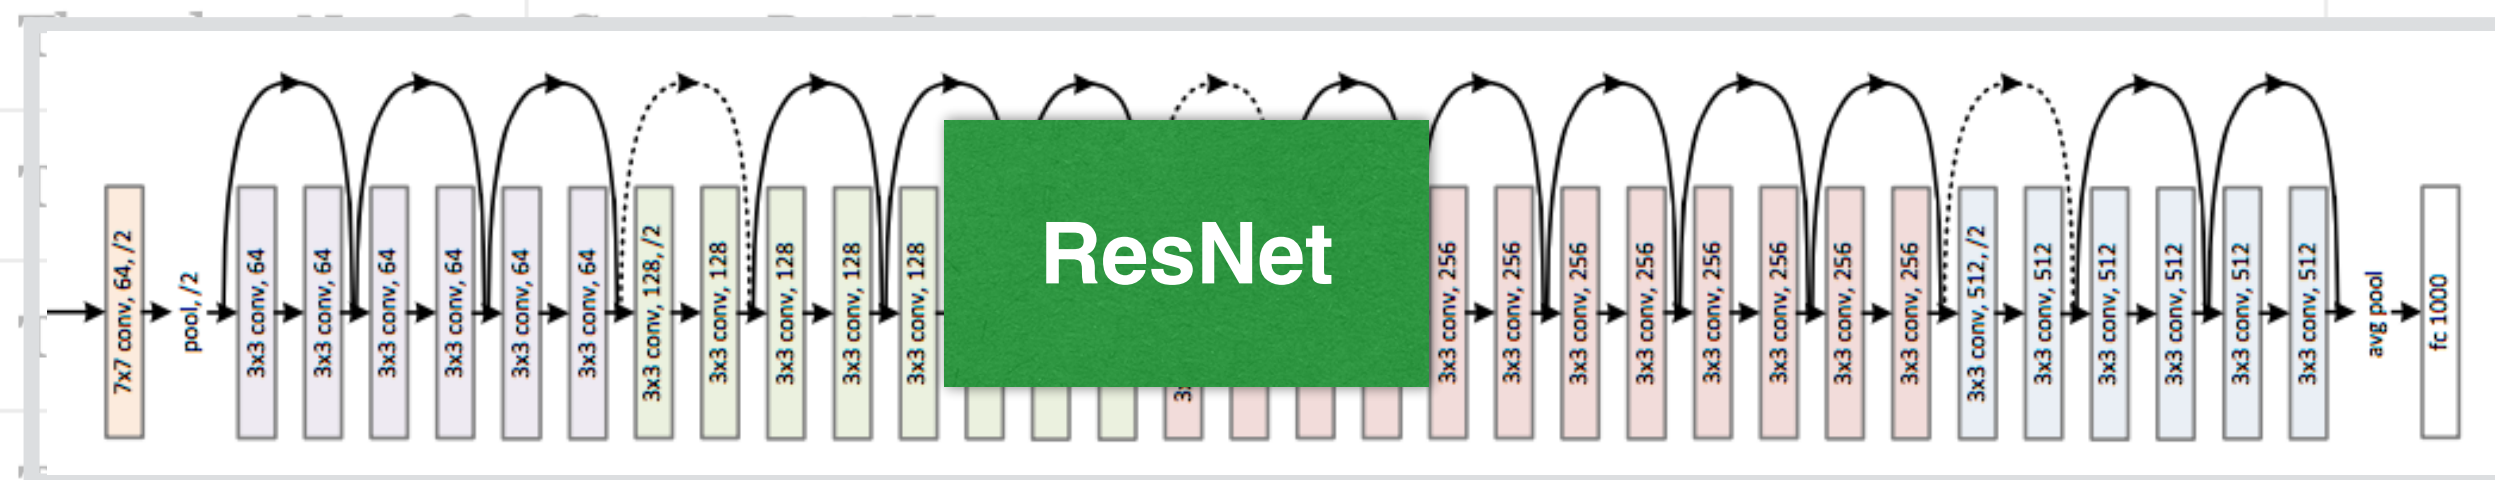 7x7 conv, 64, /2
pool, /2
3x3 conv, 64
3x3 conv, 64
3x3 conv, 64
3x3 conv, 64
3x3 conv, 64
3x3 conv, 64
3x3 conv, 128, /2
3x3 conv, 128
3x3 conv, 128
3x3 conv, 128
3x3 conv, 128
ResNet
3x3 conv, 256
3x3 conv, 256
3x3 conv, 256
3x3 conv, 256
3x3 conv, 256
3x3 conv, 256
3x3 conv, 256
3x3 conv, 256
3x3 conv, 512, /2
3x3 conv, 512
3x3 conv, 512
3x3 conv, 512
3x3 conv, 512
3x3 conv, 512
avg pool
fc 1000